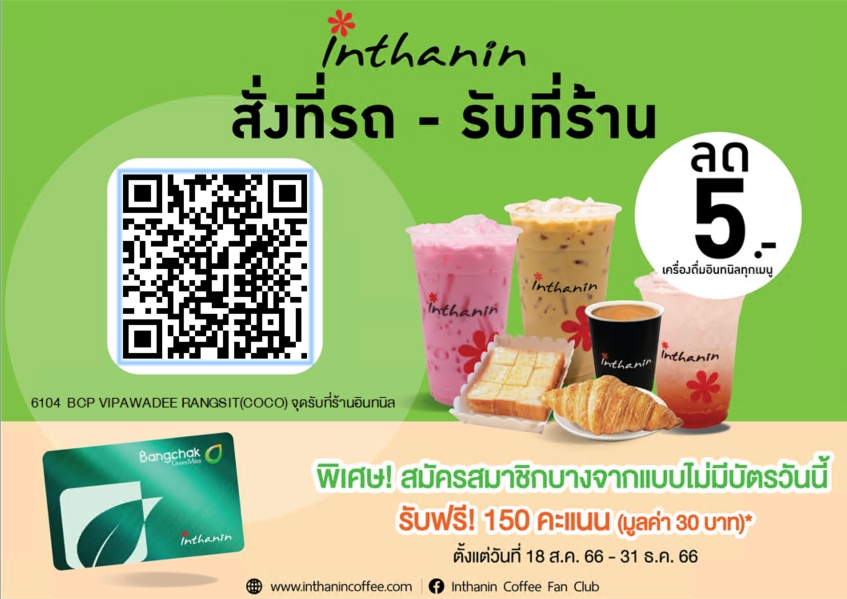 inthanin
สั่งที่รถ - รับที่ร้าน
ลด
5.-
เครื่องดื่มอินทนิลทุกเมนู
inthanin
inthanin
inthanin
inthanin
6104 BCP VIPAWADEE RANGSIT(COCO) จุดรับที่ร้านอินทนิล
Bangchak
GreenMiles
inthanin
พิเศษ! สมัครสมาชิกบางจากแบบไม่มีบัตรวันนี้
รับฟรี! 150 คะแนน (มูลค่า 30 บาท)*
ตั้งแต่วันที่ 18 ส.ค. 66 - 31 ธ.ค. 66
www.inthanincoffee.com | Inthanin Coffee Fan Club